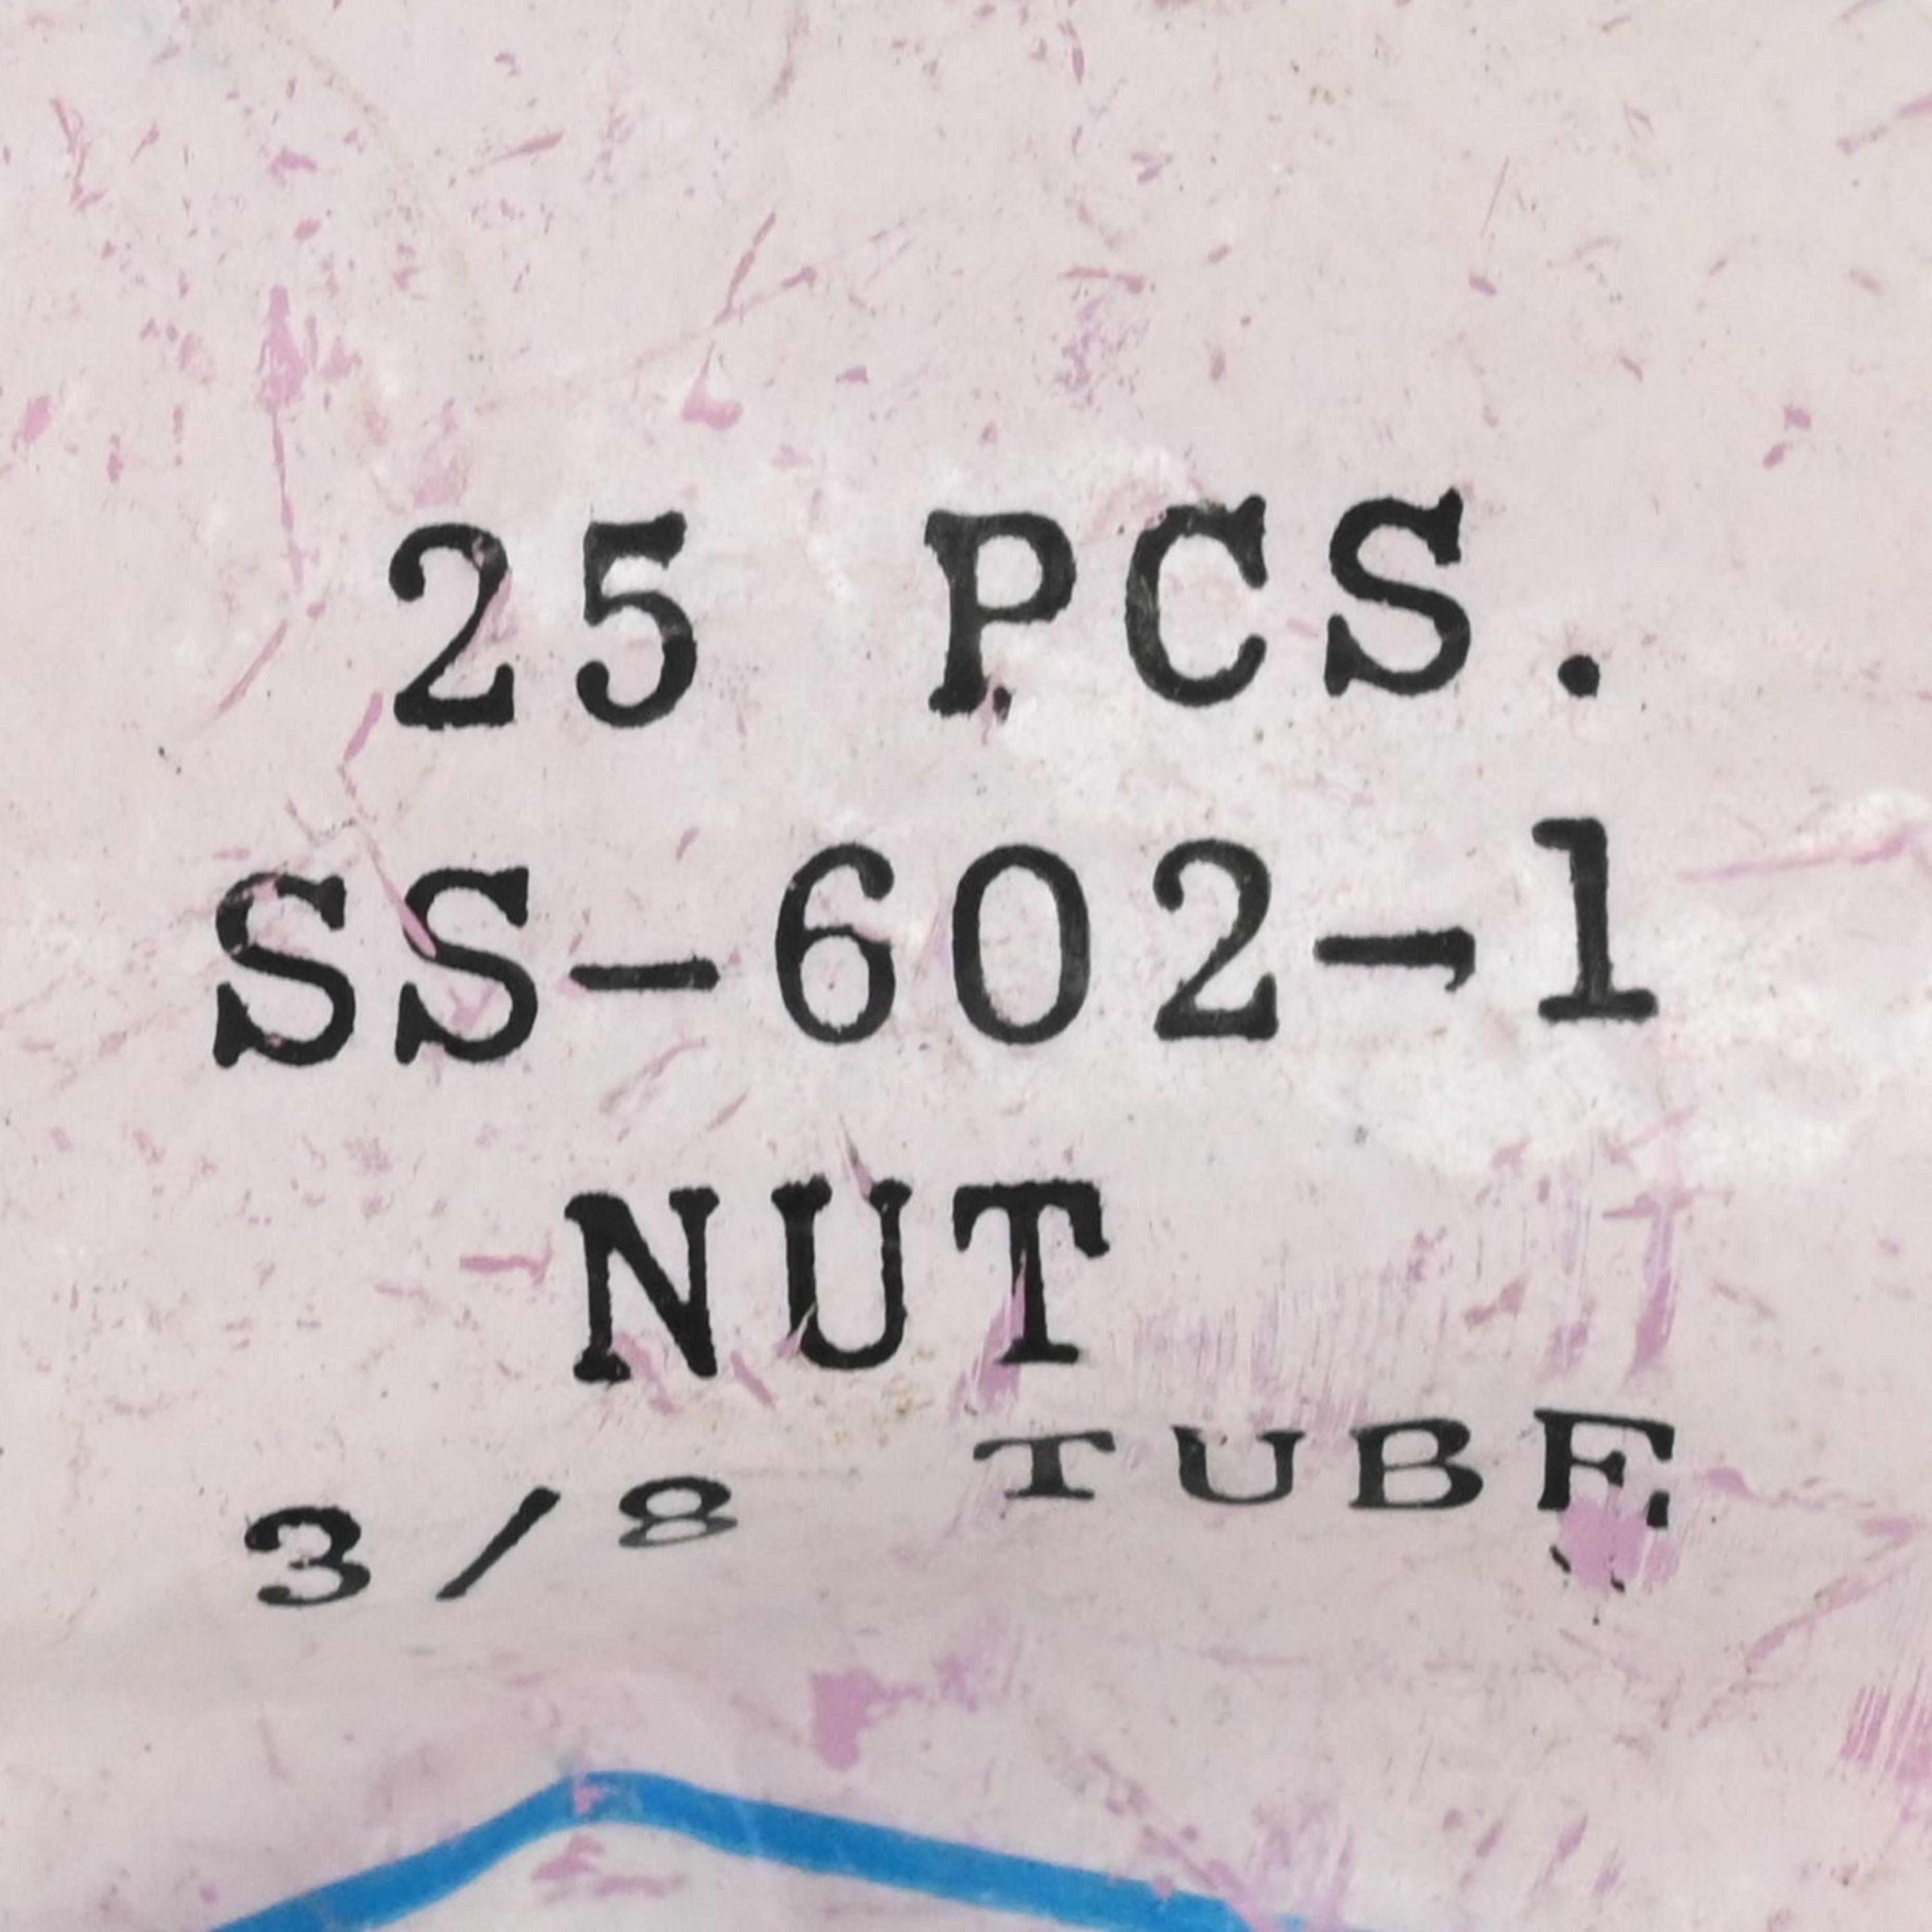 25 PCS.
SS-602-1
NUT
3/8 TUBE